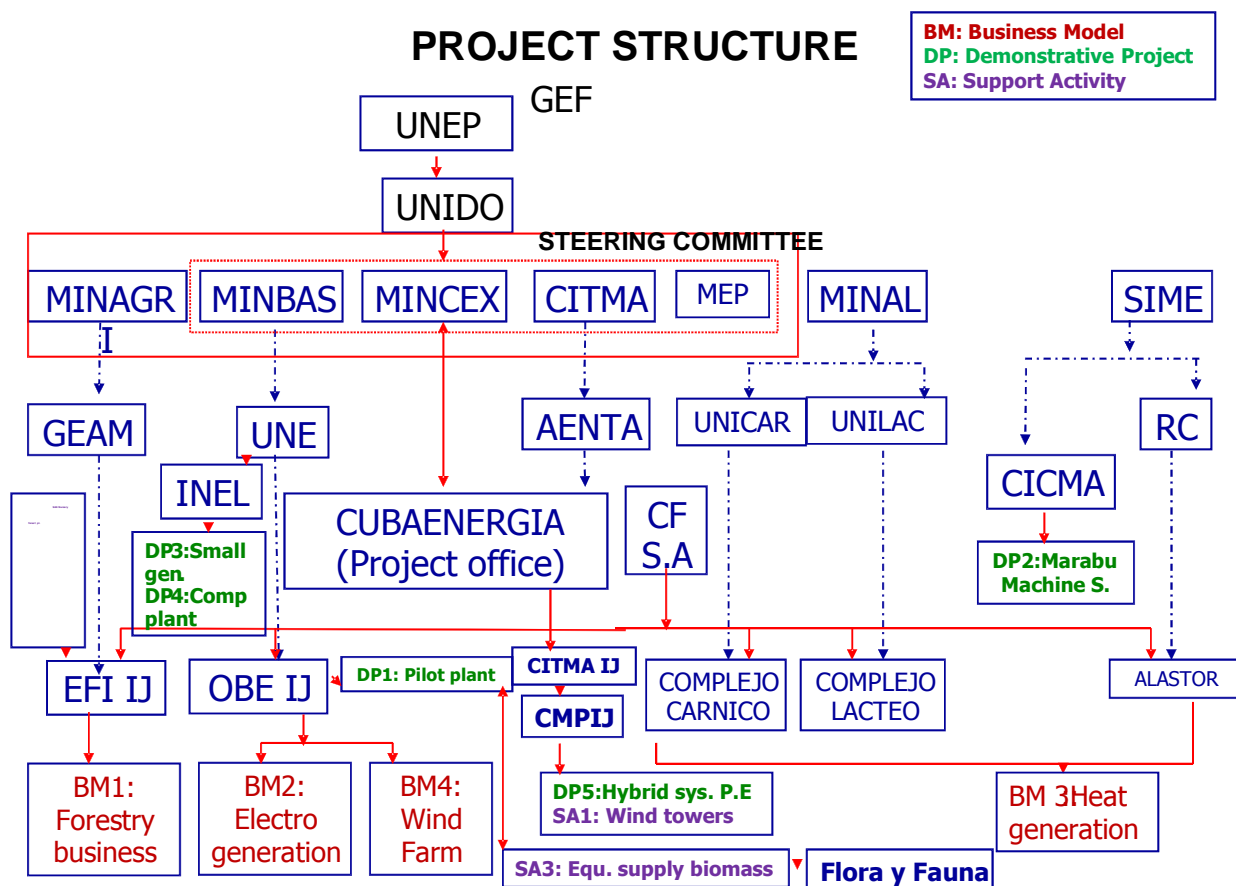 PROJECT STRUCTURE
BM: Business Model
DP: Demonstrative Project
SA: Support Activity
GEF
UNEP
UNIDO
STEERING COMMITTEE
MINAGR
I
MINBAS
MINCEX
CITMA
MEP
MINAL
SIME
GEAM
UNE
AENTA
UNICAR
UNILAC
RC
INEL
CUBAENERGIA
(Project office)
CF
S.A
CICMA
DP3:Small
gen.
DP4:Comp
plant
DP2:Marabu
Machine S.
EFI IJ
OBE IJ
DP1: Pilot plant
CITMA IJ
CMPIJ
COMPLEJO
CARNICO
COMPLEJO
LACTEO
ALASTOR
BM1:
Forestry
business
BM2:
Electro
generation
BM4:
Wind
Farm
DP5:Hybrid sys. P.E
SA1: Wind towers
BM 3:Heat
generation
SA3: Equ. supply biomass
Flora y Fauna